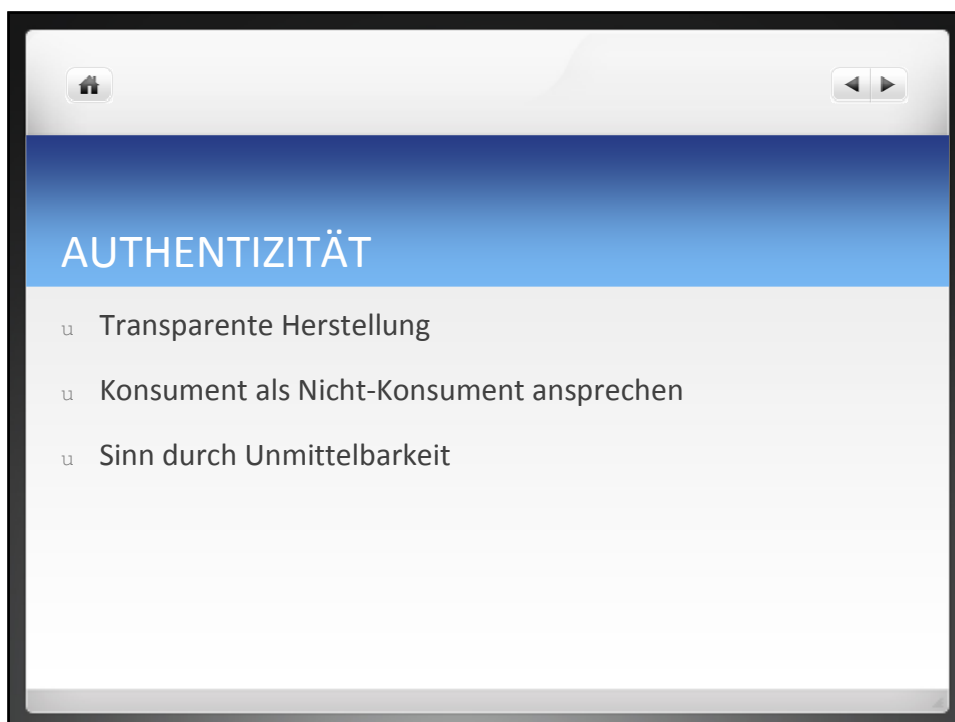 AUTHENTIZITÄT
u Transparente Herstellung
u Konsument als Nicht-Konsument ansprechen
u Sinn durch Unmittelbarkeit